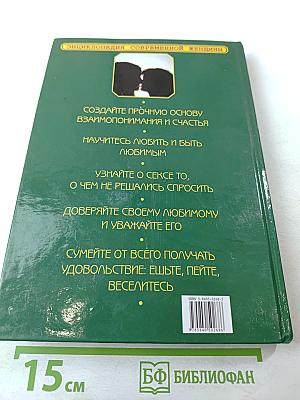 ЭНЦИКЛОПЕДИЯ СОВРЕМЕННОЙ ЖЕНЩИНЫ
СОЗДАЙТЕ ПРОЧНУЮ ОСНОВУ
ВЗАИМОПОНИМАНИЯ И СЧАСТЬЯ
НАУЧИТЕСЬ ЛЮБИТЬ И БЫТЬ
ЛЮБИМЫМ
УЗНАЙТЕ О СЕКСЕ ТО,
О ЧЕМ НЕ РЕШАЛИСЬ СПРОСИТЬ
ДОВЕРЯЙТЕ СВОЕМУ ЛЮБИМОМУ
И УВАЖАЙТЕ ЕГО
СУМЕЙТЕ ОТ ВСЕГО ПОЛУЧАТЬ
УДОВОЛЬСТВИЕ: ЕШЬТЕ, ПЕЙТЕ,
ВЕСЕЛИТЕСЬ
15 см
БФ БИБЛИОФАН